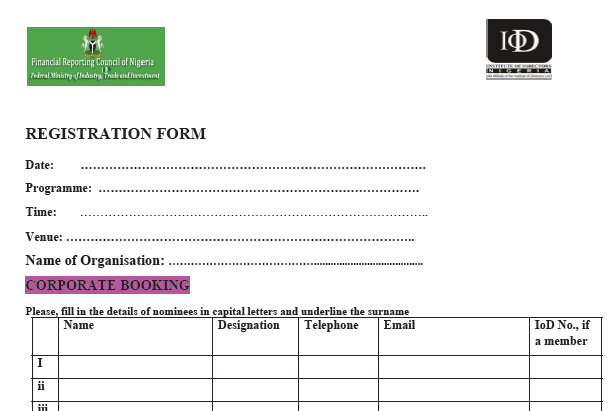 Financial Reporting Council of Nigeria
Federal Ministry of Industry, Trade and Investment
IOD
INSTITUTE OF DIRECTORS
NIGERIA
REGISTRATION FORM
Date: ………………………………………………………………………….
Programme: …………………………………………………………………….
Time: …………………………………………………………………………..
Venue: …………………………………………………………………………..
Name of Organisation: ………………………………......................................
CORPORATE BOOKING
Please, fill in the details of nominees in capital letters and underline the surname
Name Designation Telephone Email IoD No., if
a member
I
ii
iii